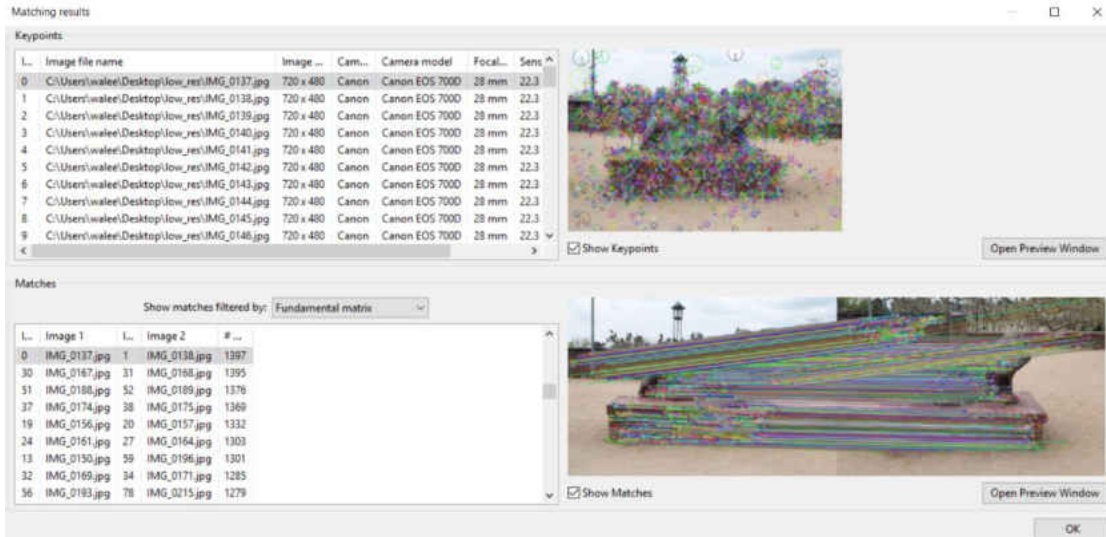 Matching results
Keypoints
I... Image file name Image ... Cam... Camera model Focal... Sens
0 C:\Users\walee\Desktop\low_res\IMG_0137.jpg 720 x 480 Canon Canon EOS 700D 28 mm 22.3
1 C:\Users\walee\Desktop\low_res\IMG_0138.jpg 720 x 480 Canon Canon EOS 700D 28 mm 22.3
2 C:\Users\walee\Desktop\low_res\IMG_0139.jpg 720 x 480 Canon Canon EOS 700D 28 mm 22.3
3 C:\Users\walee\Desktop\low_res\IMG_0140.jpg 720 x 480 Canon Canon EOS 700D 28 mm 22.3
4 C:\Users\walee\Desktop\low_res\IMG_0141.jpg 720 x 480 Canon Canon EOS 700D 28 mm 22.3
5 C:\Users\walee\Desktop\low_res\IMG_0142.jpg 720 x 480 Canon Canon EOS 700D 28 mm 22.3
6 C:\Users\walee\Desktop\low_res\IMG_0143.jpg 720 x 480 Canon Canon EOS 700D 28 mm 22.3
7 C:\Users\walee\Desktop\low_res\IMG_0144.jpg 720 x 480 Canon Canon EOS 700D 28 mm 22.3
8 C:\Users\walee\Desktop\low_res\IMG_0145.jpg 720 x 480 Canon Canon EOS 700D 28 mm 22.3
9 C:\Users\walee\Desktop\low_res\IMG_0146.jpg 720 x 480 Canon Canon EOS 700D 28 mm 22.3
Show Keypoints
Open Preview Window
Matches
Show matches filtered by: Fundamental matrix
I... Image 1 I... Image 2 # ...
0 IMG_0137.jpg 1 IMG_0138.jpg 1397
30 IMG_0167.jpg 31 IMG_0168.jpg 1395
51 IMG_0188.jpg 52 IMG_0189.jpg 1376
37 IMG_0174.jpg 38 IMG_0175.jpg 1369
19 IMG_0156.jpg 20 IMG_0157.jpg 1332
24 IMG_0161.jpg 27 IMG_0164.jpg 1303
13 IMG_0150.jpg 59 IMG_0196.jpg 1301
32 IMG_0169.jpg 34 IMG_0171.jpg 1285
56 IMG_0193.jpg 78 IMG_0215.jpg 1279
Show Matches
Open Preview Window
OK